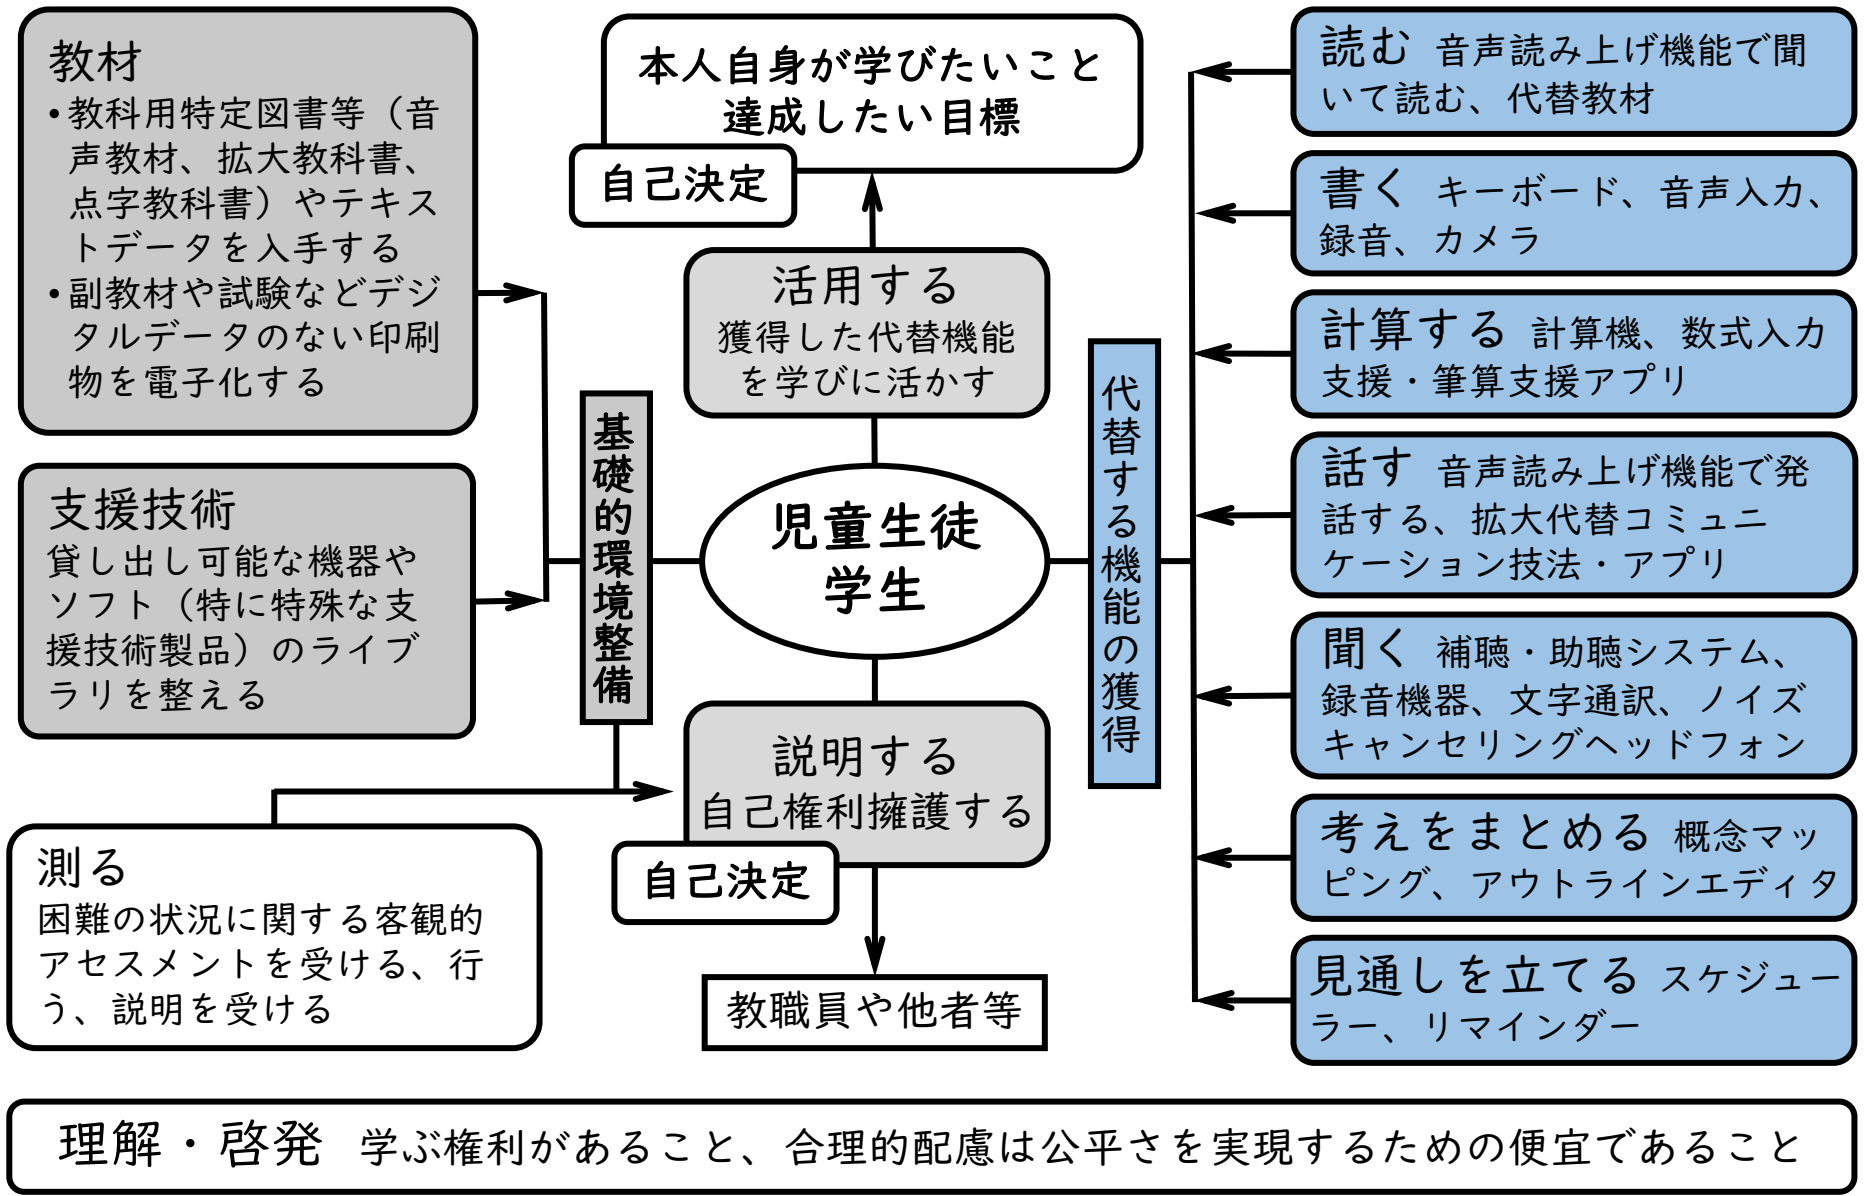 教材
•教科用特定図書等（音
声教材、拡大教科書、
点字教科書）やテキス
トデータを入手する
•副教材や試験などデジ
タルデータのない印刷
物を電子化する
支援技術
貸し出し可能な機器や
ソフト（特に特殊な支
援技術製品）のライブ
ラリを整える
測る
困難の状況に関する客観的
アセスメントを受ける、行
う、説明を受ける
基礎的環境整備
本人自身が学びたいこと
達成したい目標
自己決定
活用する
獲得した代替機能
を学びに活かす
児童生徒
学生
説明する
自己権利擁護する
自己決定
教職員や他者等
代替する機能の獲得
読む 音声読み上げ機能で聞
いて読む、代替教材
書く キーボード、音声入力、
録音、カメラ
計算する 計算機、数式入力
支援・筆算支援アプリ
話す 音声読み上げ機能で発
話する、拡大代替コミュニ
ケーション技法・アプリ
聞く 補聴・助聴システム、
録音機器、文字通訳、ノイズ
キャンセリングヘッドフォン
考えをまとめる 概念マッ
ピング、アウトラインエディタ
見通しを立てる スケジュー
ラー、リマインダー
理解・啓発 学ぶ権利があること、合理的配慮は公平さを実現するための便宜であること